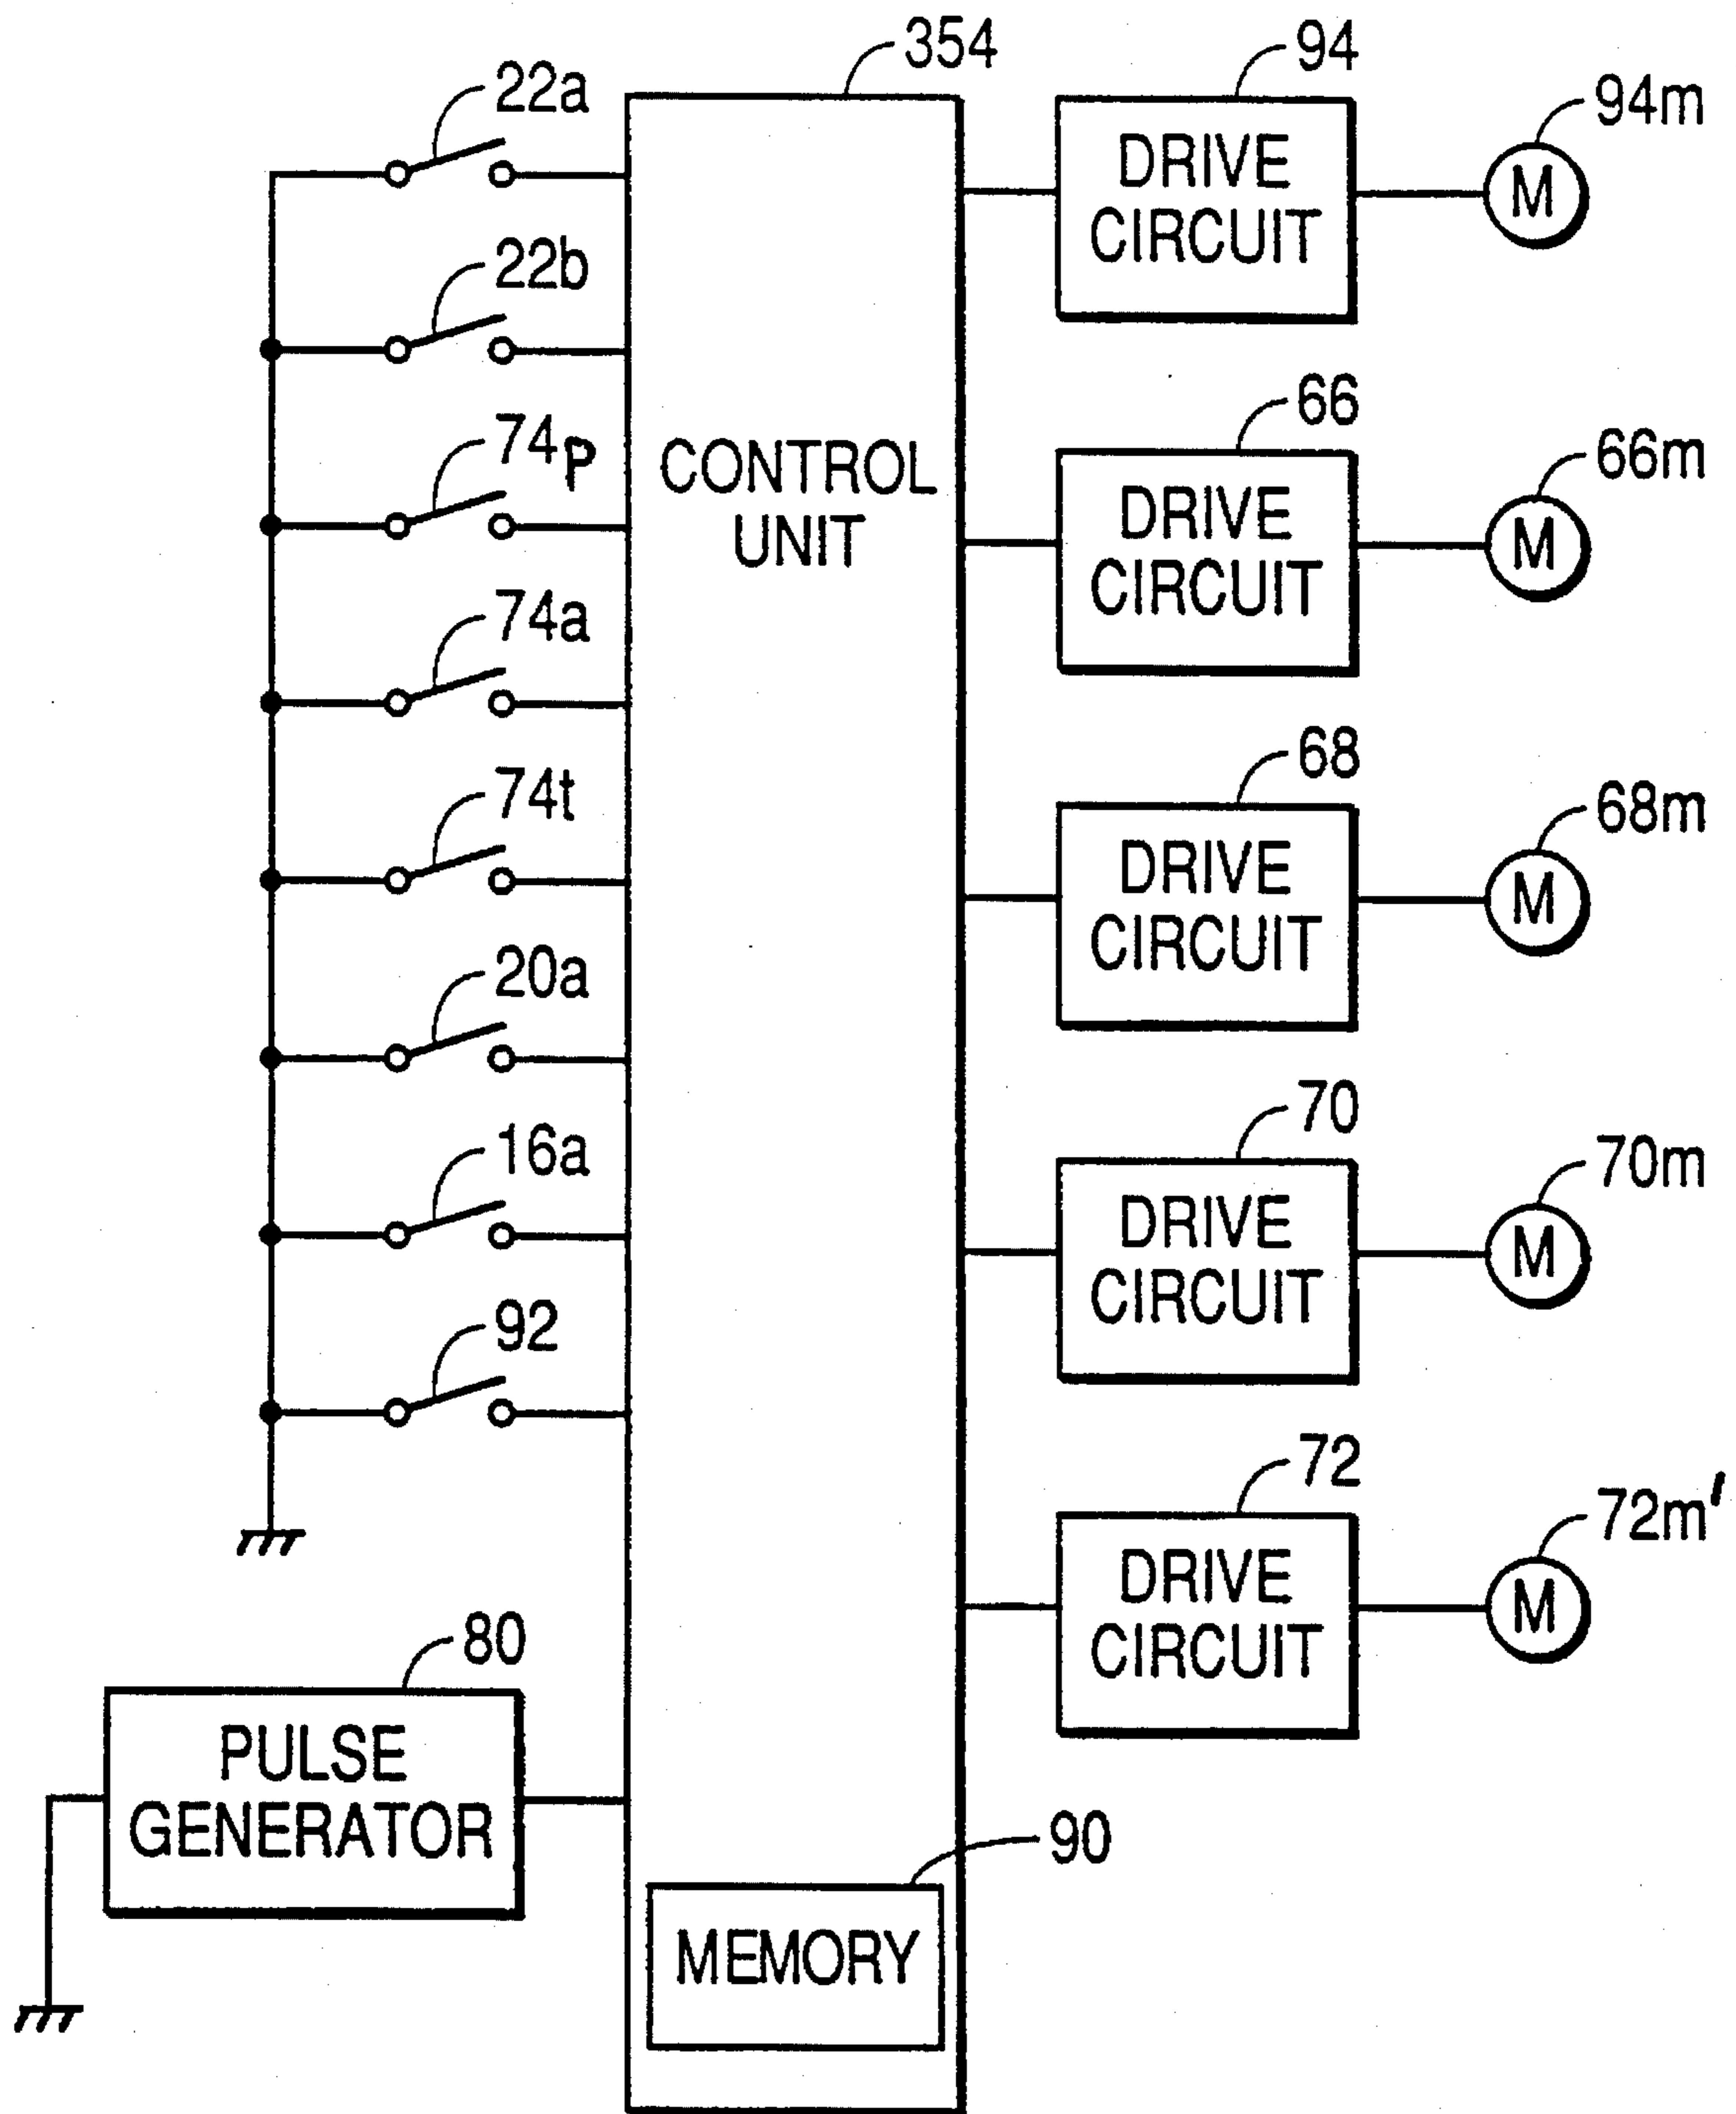 354
94
22a
94m
DRIVE
CIRCUIT
M
22b
66
74p
66m
CONTROL
UNIT
DRIVE
CIRCUIT
M
74a
68
74t
68m
DRIVE
CIRCUIT
M
20a
70
16a
70m
DRIVE
CIRCUIT
M
92
72
72m'
DRIVE
CIRCUIT
M
80
PULSE
GENERATOR
90
MEMORY